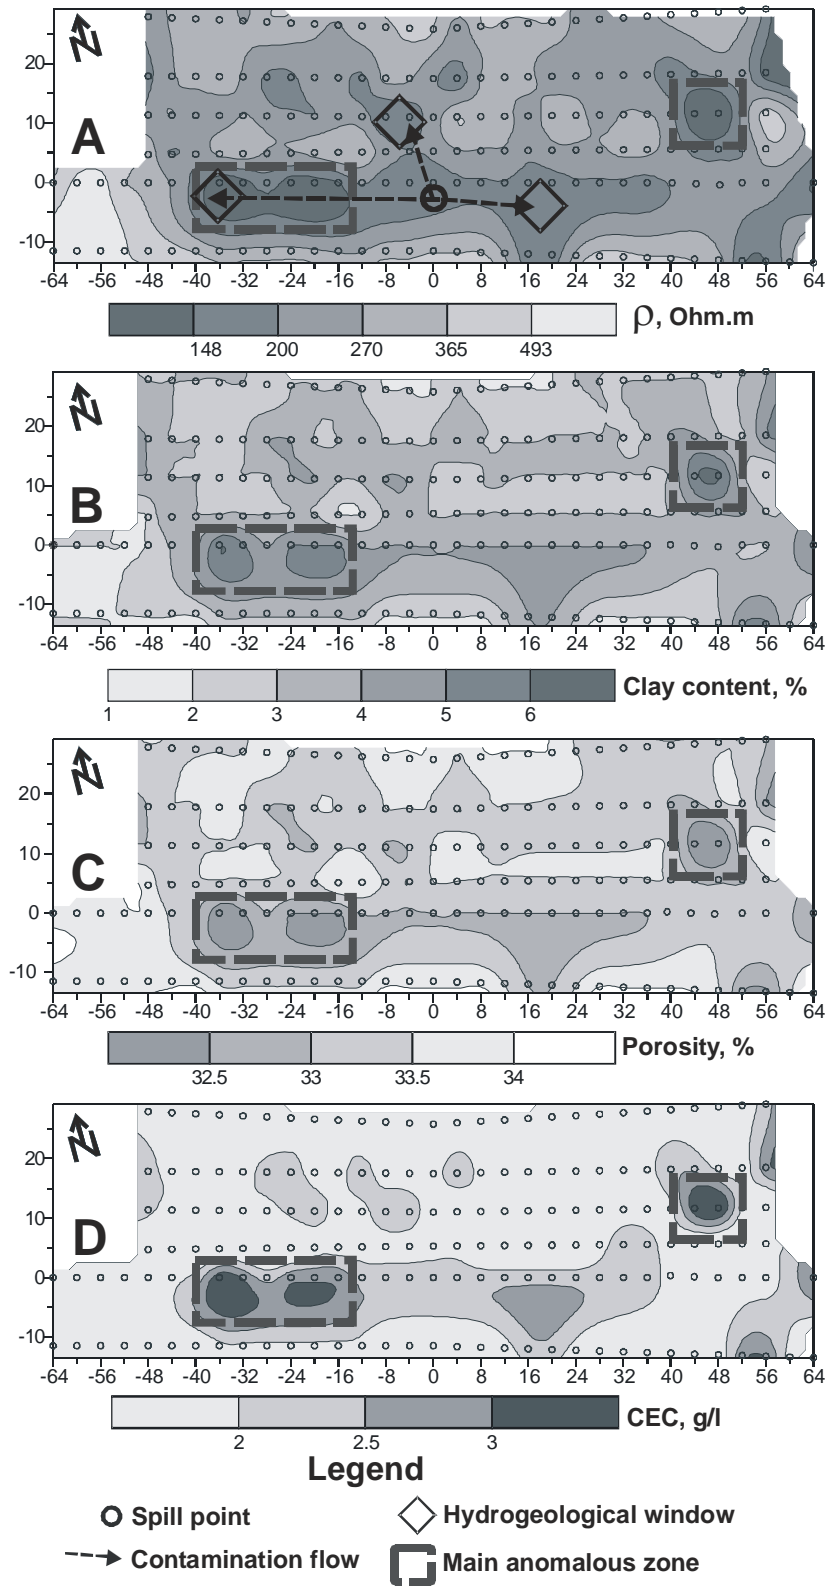 N
20
10
0
-10
A
-64 -56 -48 -40 -32 -24 -16 -8 0 8 16 24 32 40 48 56 64
ρ, Ohm.m
148 200 270 365 493
N
20
10
0
-10
B
-64 -56 -48 -40 -32 -24 -16 -8 0 8 16 24 32 40 48 56 64
Clay content, %
1 2 3 4 5 6
N
20
10
0
-10
C
-64 -56 -48 -40 -32 -24 -16 -8 0 8 16 24 32 40 48 56 64
Porosity, %
32.5 33 33.5 34
N
20
10
0
-10
D
-64 -56 -48 -40 -32 -24 -16 -8 0 8 16 24 32 40 48 56 64
CEC, g/l
2 2.5 3
Legend
Spill point Hydrogeological window
Contamination flow Main anomalous zone